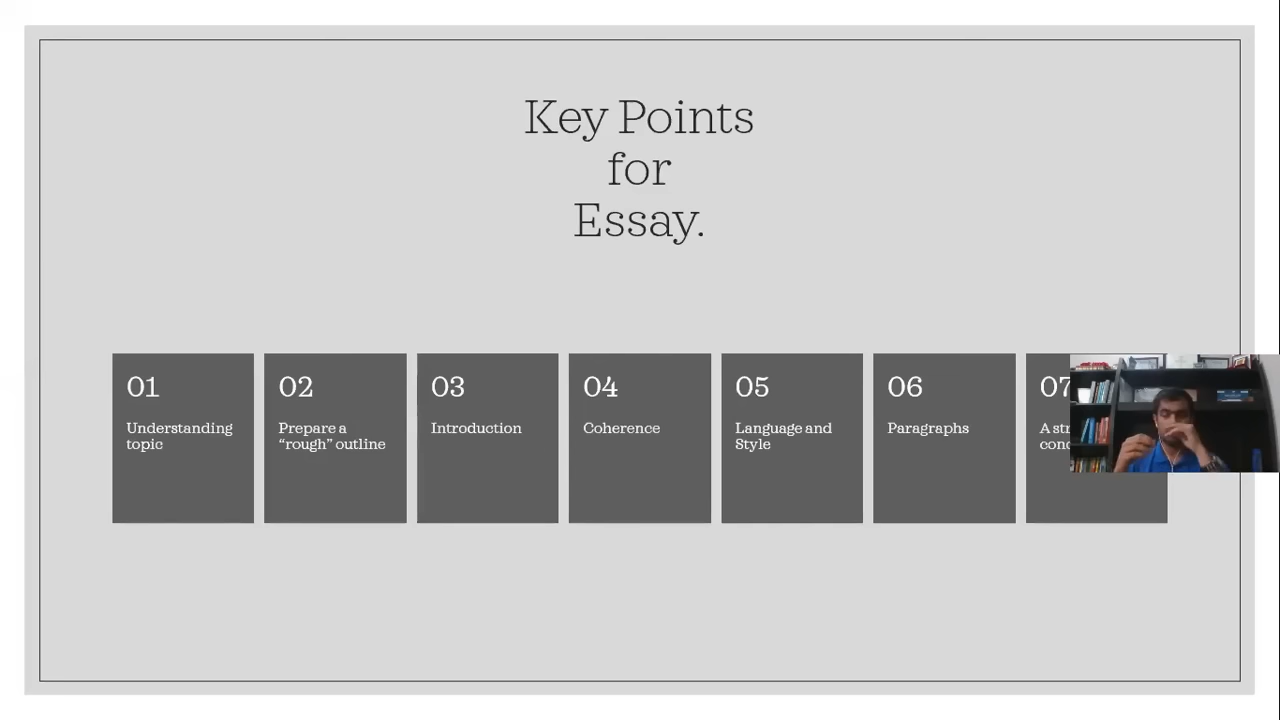 Key Points
for
Essay.
01
Understanding
topic
02
Prepare a
“rough” outline
03
Introduction
04
Coherence
05
Language and
Style
06
Paragraphs
07
A